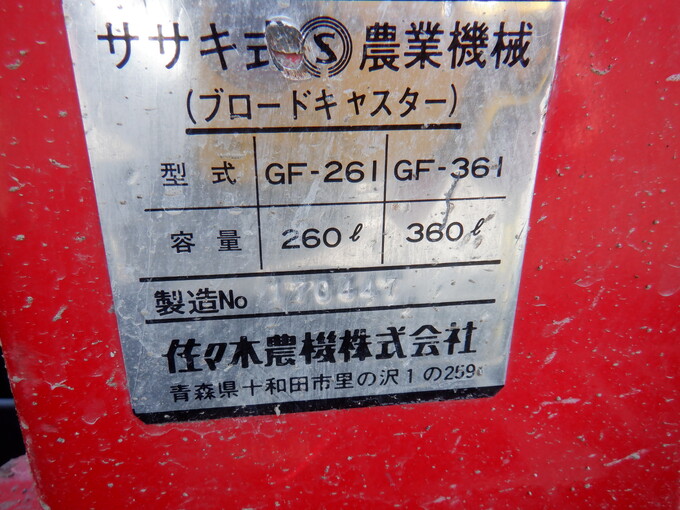 ササキ式 S 農業機械
(ブロードキャスター)
型式 GF-261 GF-361
容量 260ℓ 360ℓ
製造No
佐々木農機株式会社
青森県十和田市里の沢1の259